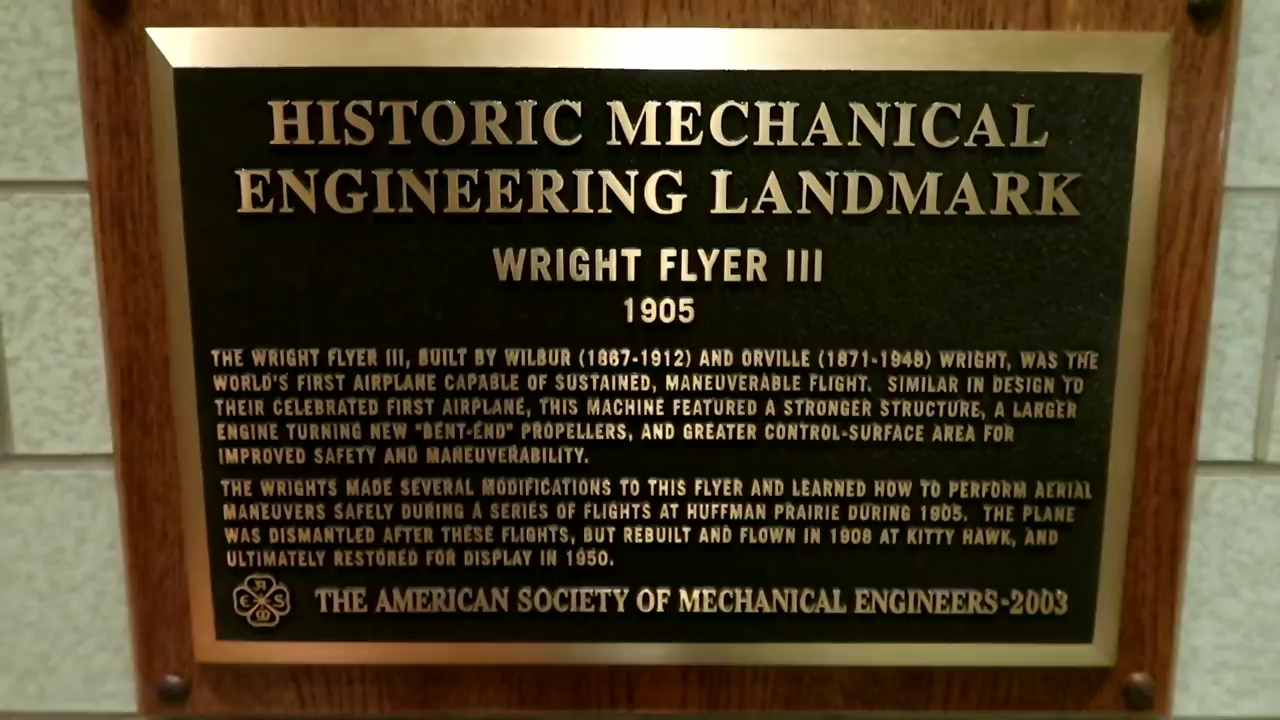 HISTORIC MECHANICAL
ENGINEERING LANDMARK
WRIGHT FLYER III
1905
THE WRIGHT FLYER III, BUILT BY WILBUR (1867-1912) AND ORVILLE (1871-1948) WRIGHT, WAS THE
WORLD'S FIRST AIRPLANE CAPABLE OF SUSTAINED, MANEUVERABLE FLIGHT. SIMILAR IN DESIGN TO
THEIR CELEBRATED FIRST AIRPLANE, THIS MACHINE FEATURED A STRONGER STRUCTURE, A LARGER
ENGINE TURNING NEW "BENT-END" PROPELLERS, AND GREATER CONTROL-SURFACE AREA FOR
IMPROVED SAFETY AND MANEUVERABILITY.
THE WRIGHTS MADE SEVERAL MODIFICATIONS TO THIS FLYER AND LEARNED HOW TO PERFORM AERIAL
MANEUVERS SAFELY DURING A SERIES OF FLIGHTS AT HUFFMAN PRAIRIE DURING 1905. THE PLANE
WAS DISMANTLED AFTER THESE FLIGHTS, BUT REBUILT AND FLOWN IN 1908 AT KITTY HAWK, AND
ULTIMATELY RESTORED FOR DISPLAY IN 1950.
A S M E THE AMERICAN SOCIETY OF MECHANICAL ENGINEERS-2003